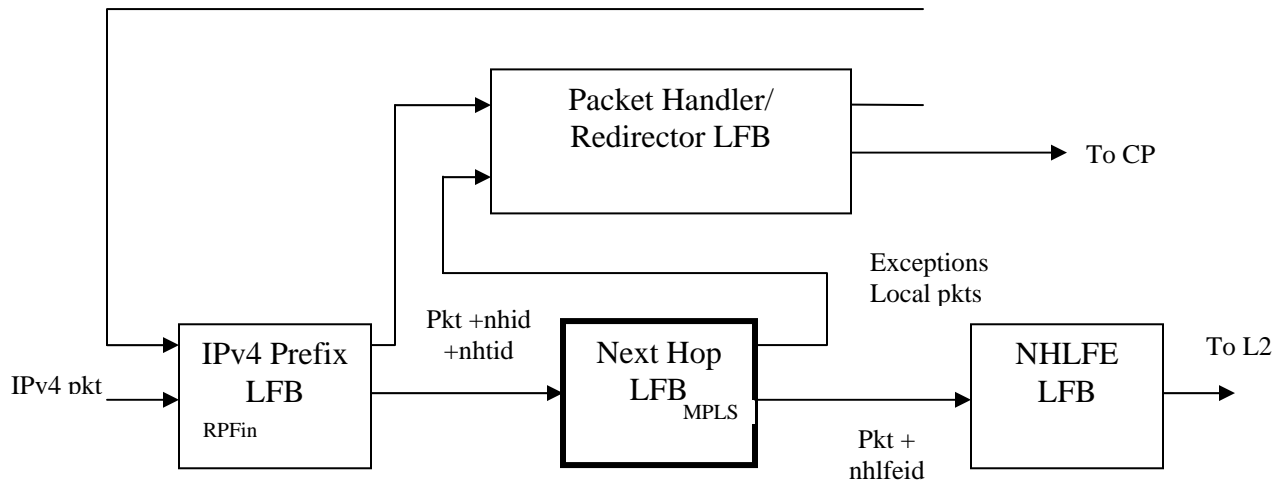 Packet Handler/
Redirector LFB
To CP
Exceptions
Local pkts
Pkt +nhid
+nhtid
IPv4 Prefix
LFB
RPFin
IPv4 pkt
Next Hop
LFB
MPLS
NHLFE
LFB
To L2
Pkt +
nhlfeid